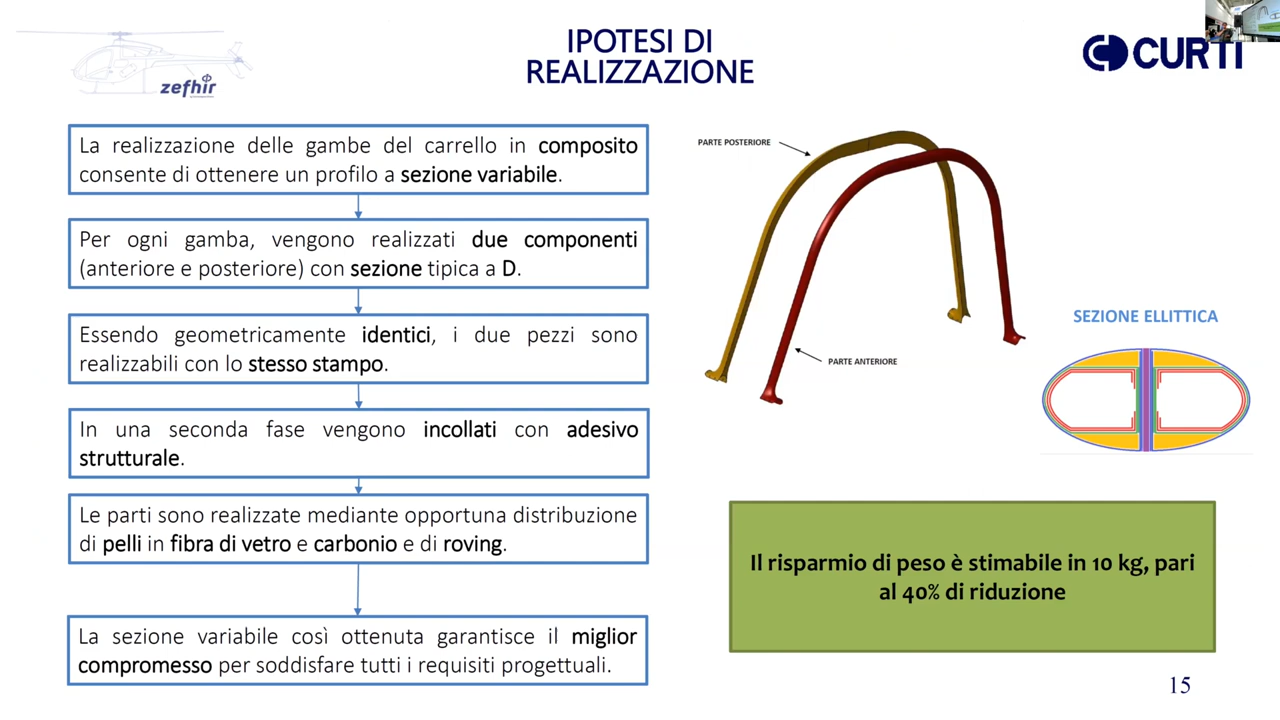 zefhir
IPOTESI DI
REALIZZAZIONE
CURTI
La realizzazione delle gambe del carrello in composito
consente di ottenere un profilo a sezione variabile.
Per ogni gamba, vengono realizzati due componenti
(anteriore e posteriore) con sezione tipica a D.
Essendo geometricamente identici, i due pezzi sono
realizzabili con lo stesso stampo.
In una seconda fase vengono incollati con adesivo
strutturale.
Le parti sono realizzate mediante opportuna distribuzione
di pelli in fibra di vetro e carbonio e di roving.
La sezione variabile così ottenuta garantisce il miglior
compromesso per soddisfare tutti i requisiti progettuali.
PARTE POSTERIORE
PARTE ANTERIORE
SEZIONE ELLITTICA
Il risparmio di peso è stimabile in 10 kg, pari
al 40% di riduzione
15